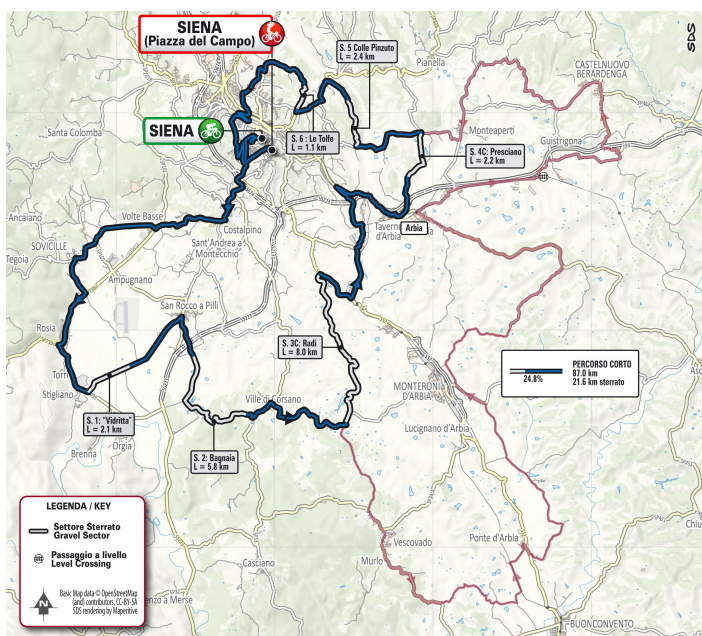 SIENA
(Piazza del Campo)
SDS
S. 5 Colle Pinzuto
L = 2.4 km
Pianella
CASTELNUOVO
BERARDENGA
Santa Colomba
SIENA
S. 6 : Le Tolfe
L = 1.1 km
Monteaperti
Guistrigona
S. 4C: Presciano
L = 2.2 km
Ancaiano
Volte Basse
Costalpino
Taverne
d'Arbia
Arbia
SOVICILLE
Tegoia
Sant'Andrea a
Montecchio
Ampugnano
San Rocco a Pilli
Rosia
S. 3C: Radi
L = 8.0 km
PERCORSO CORTO
87.0 km
21.6 km sterrato
24.8%
Torri
Stigliano
Ville di Corsano
MONTERONI
D'ARBIA
S. 1: "Vidritta"
L = 2.1 km
Orgia
Brenna
S. 2: Bagnaia
L = 5.8 km
Lucignano d'Arbia
LEGENDA / KEY
Settore Sterrato
Gravel Sector
Passaggio a livello
Level Crossing
Basic Map data © OpenStreetMap
(and) contributors, CC-BY-SA
SDS rendering by Maperitive
N
Vescovado
Ponte d'Arbia
Murlo
Casciano
enzo a Merse
BUONCONVENTO
Asc
Chiu